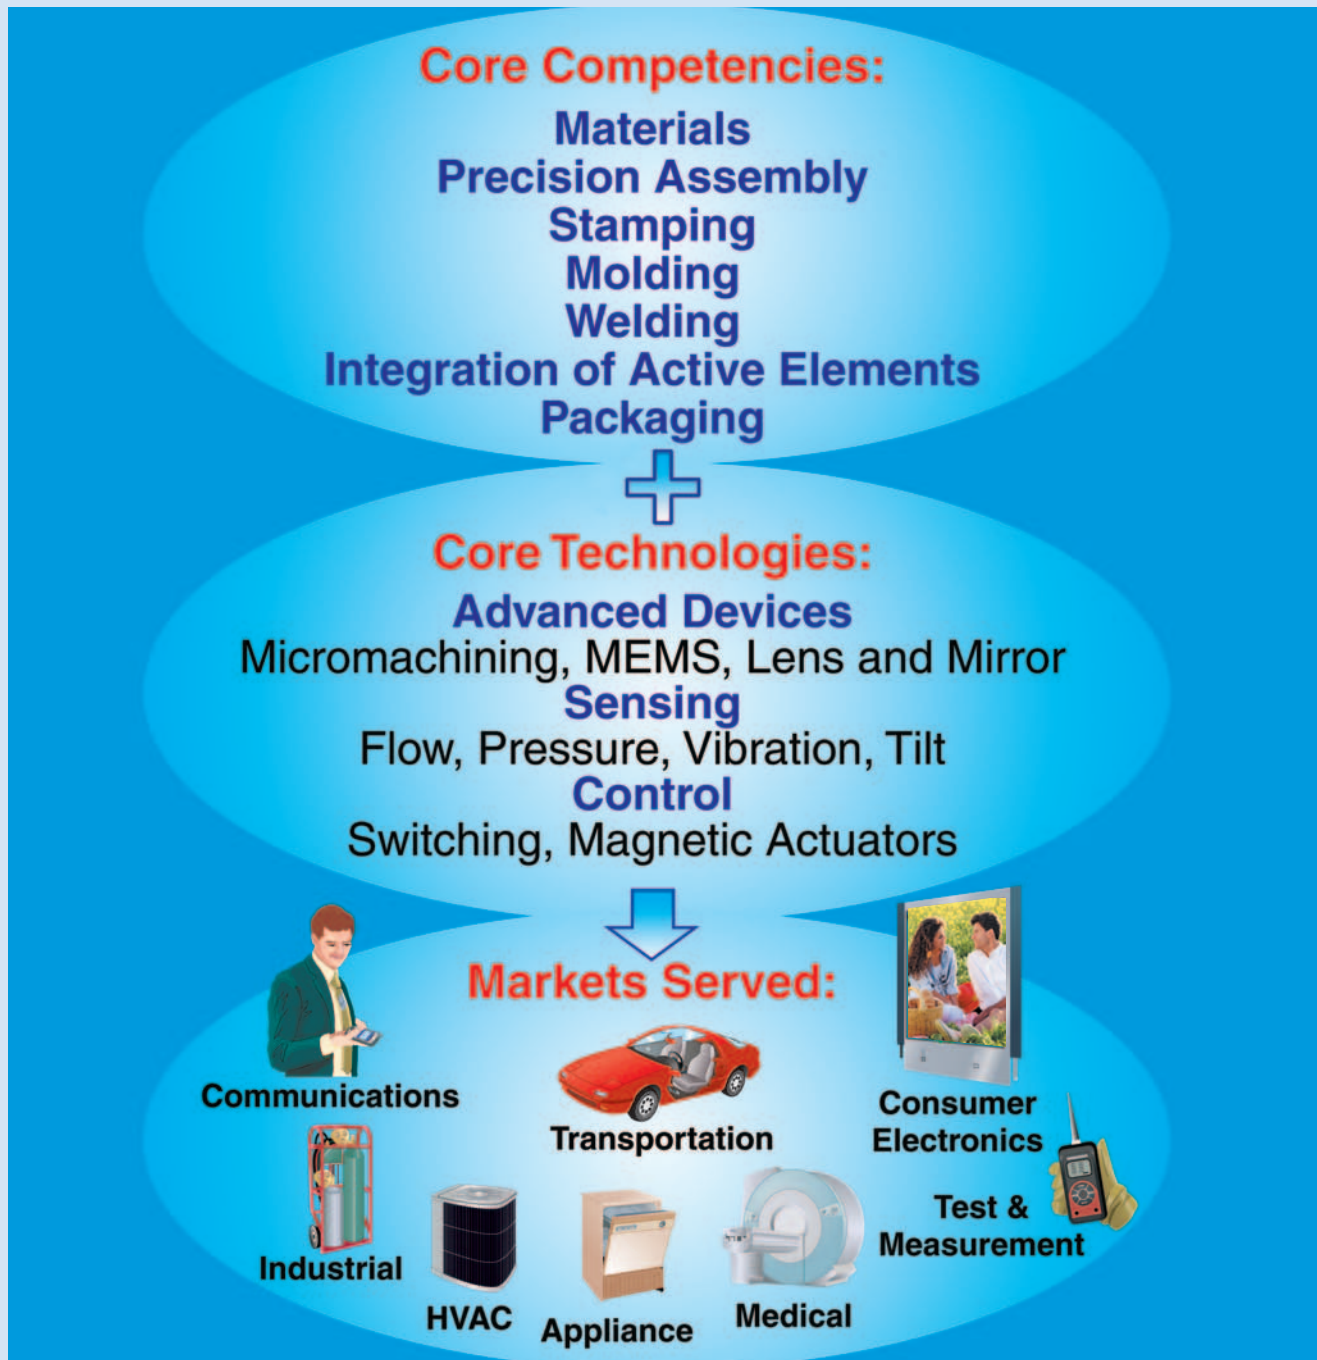 Core Competencies:
Materials
Precision Assembly
Stamping
Molding
Welding
Integration of Active Elements
Packaging
Core Technologies:
Advanced Devices
Micromachining, MEMS, Lens and Mirror
Sensing
Flow, Pressure, Vibration, Tilt
Control
Switching, Magnetic Actuators
Markets Served:
Communications
Transportation
Consumer
Electronics
Industrial
HVAC
Appliance
Medical
Test &
Measurement